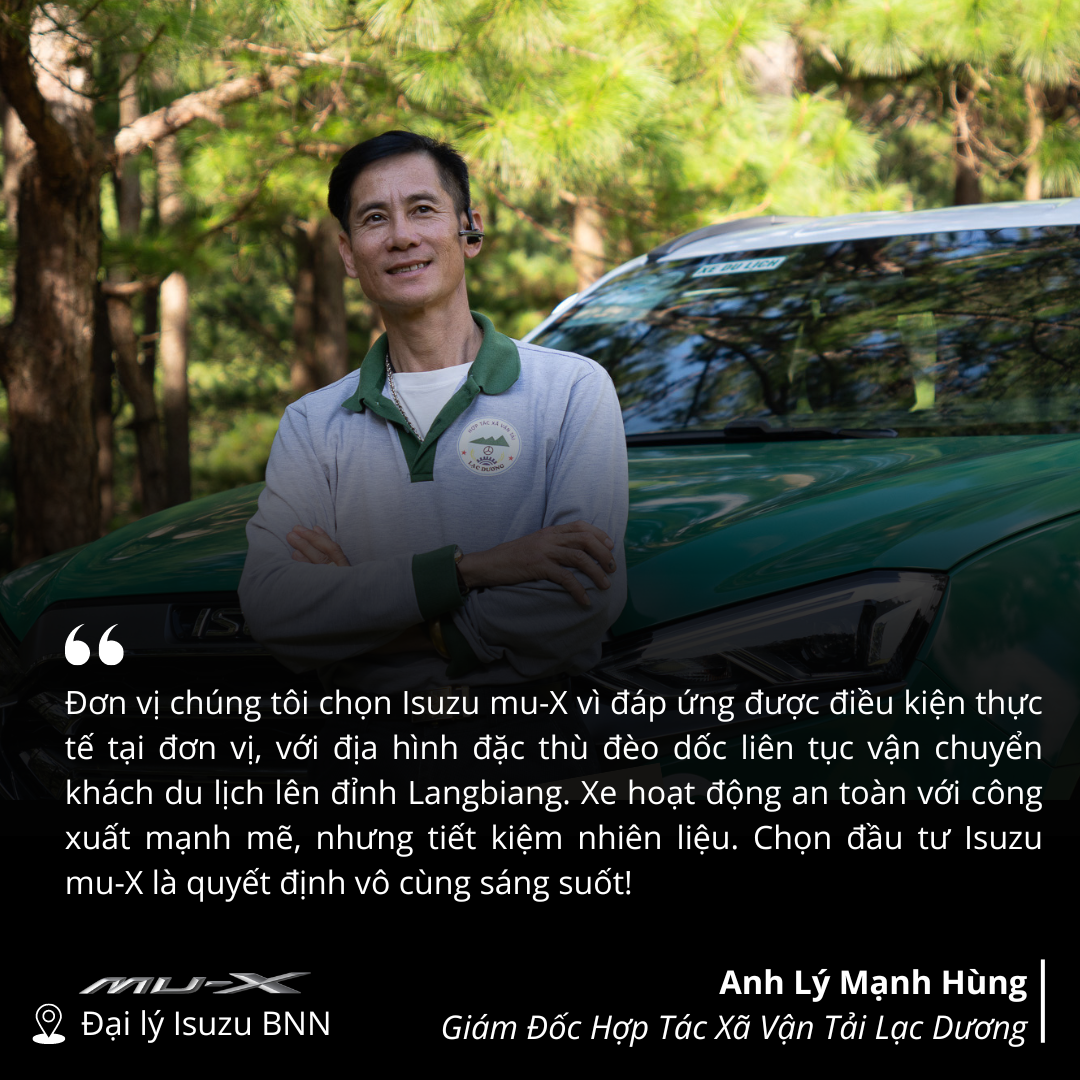 XE DU LỊCH
HỢP TÁC XÃ VẬN TẢI
LẠC DƯƠNG
IS
“
Đơn vị chúng tôi chọn Isuzu mu-X vì đáp ứng được điều kiện thực
tế tại đơn vị, với địa hình đặc thù đèo dốc liên tục vận chuyển
khách du lịch lên đỉnh Langbiang. Xe hoạt động an toàn với công
xuất mạnh mẽ, nhưng tiết kiệm nhiên liệu. Chọn đầu tư Isuzu
mu-X là quyết định vô cùng sáng suốt!
mu-X
Đại lý Isuzu BNN
Anh Lý Mạnh Hùng
Giám Đốc Hợp Tác Xã Vận Tải Lạc Dương